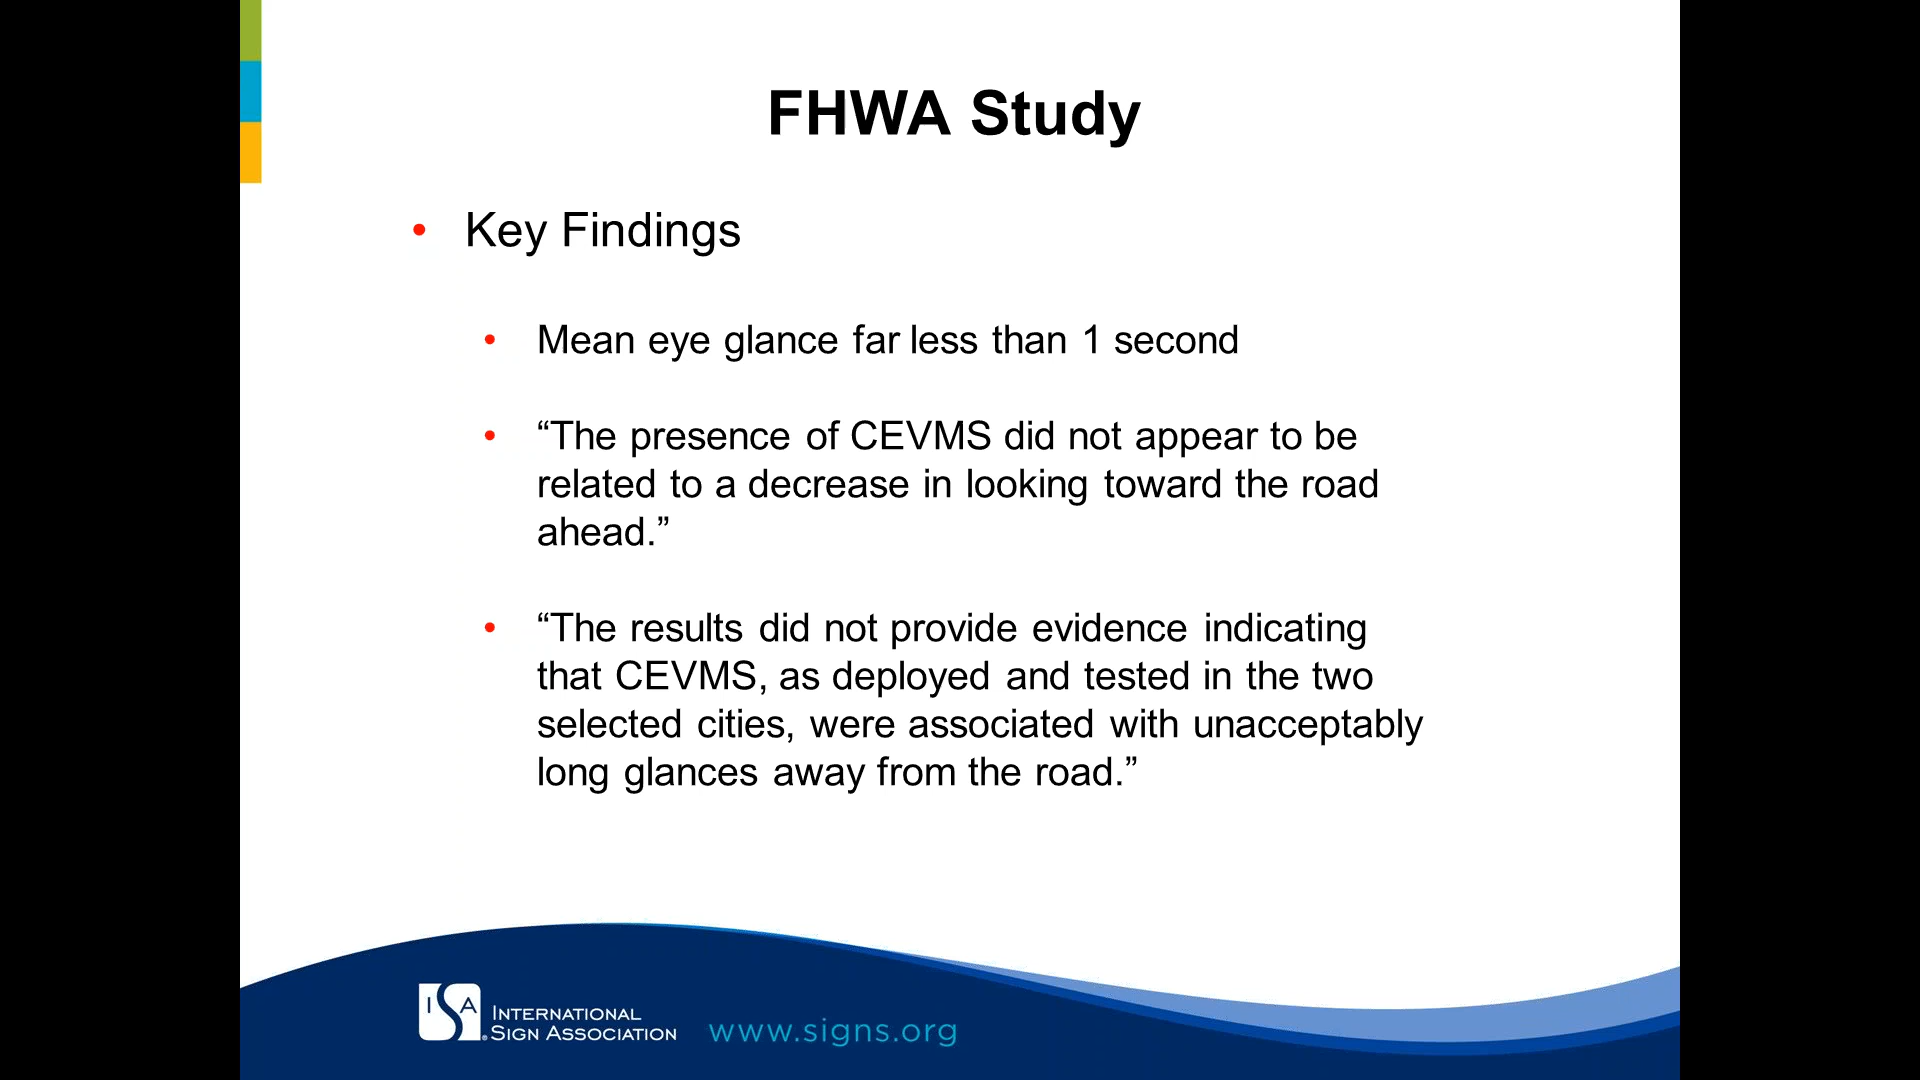 FHWA Study
• Key Findings
• Mean eye glance far less than 1 second
• “The presence of CEVMS did not appear to be
related to a decrease in looking toward the road
ahead.”
• “The results did not provide evidence indicating
that CEVMS, as deployed and tested in the two
selected cities, were associated with unacceptably
long glances away from the road.”
ISA®
INTERNATIONAL
SIGN ASSOCIATION
www.signs.org